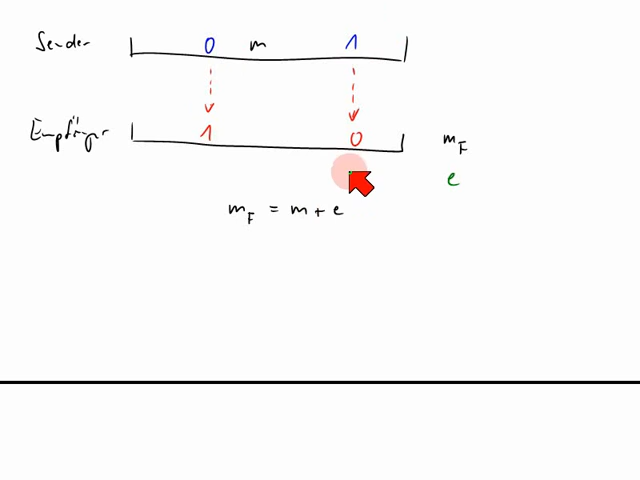 Sender 0 m 1
Empfänger 1 0 m_F
e
m_F = m + e